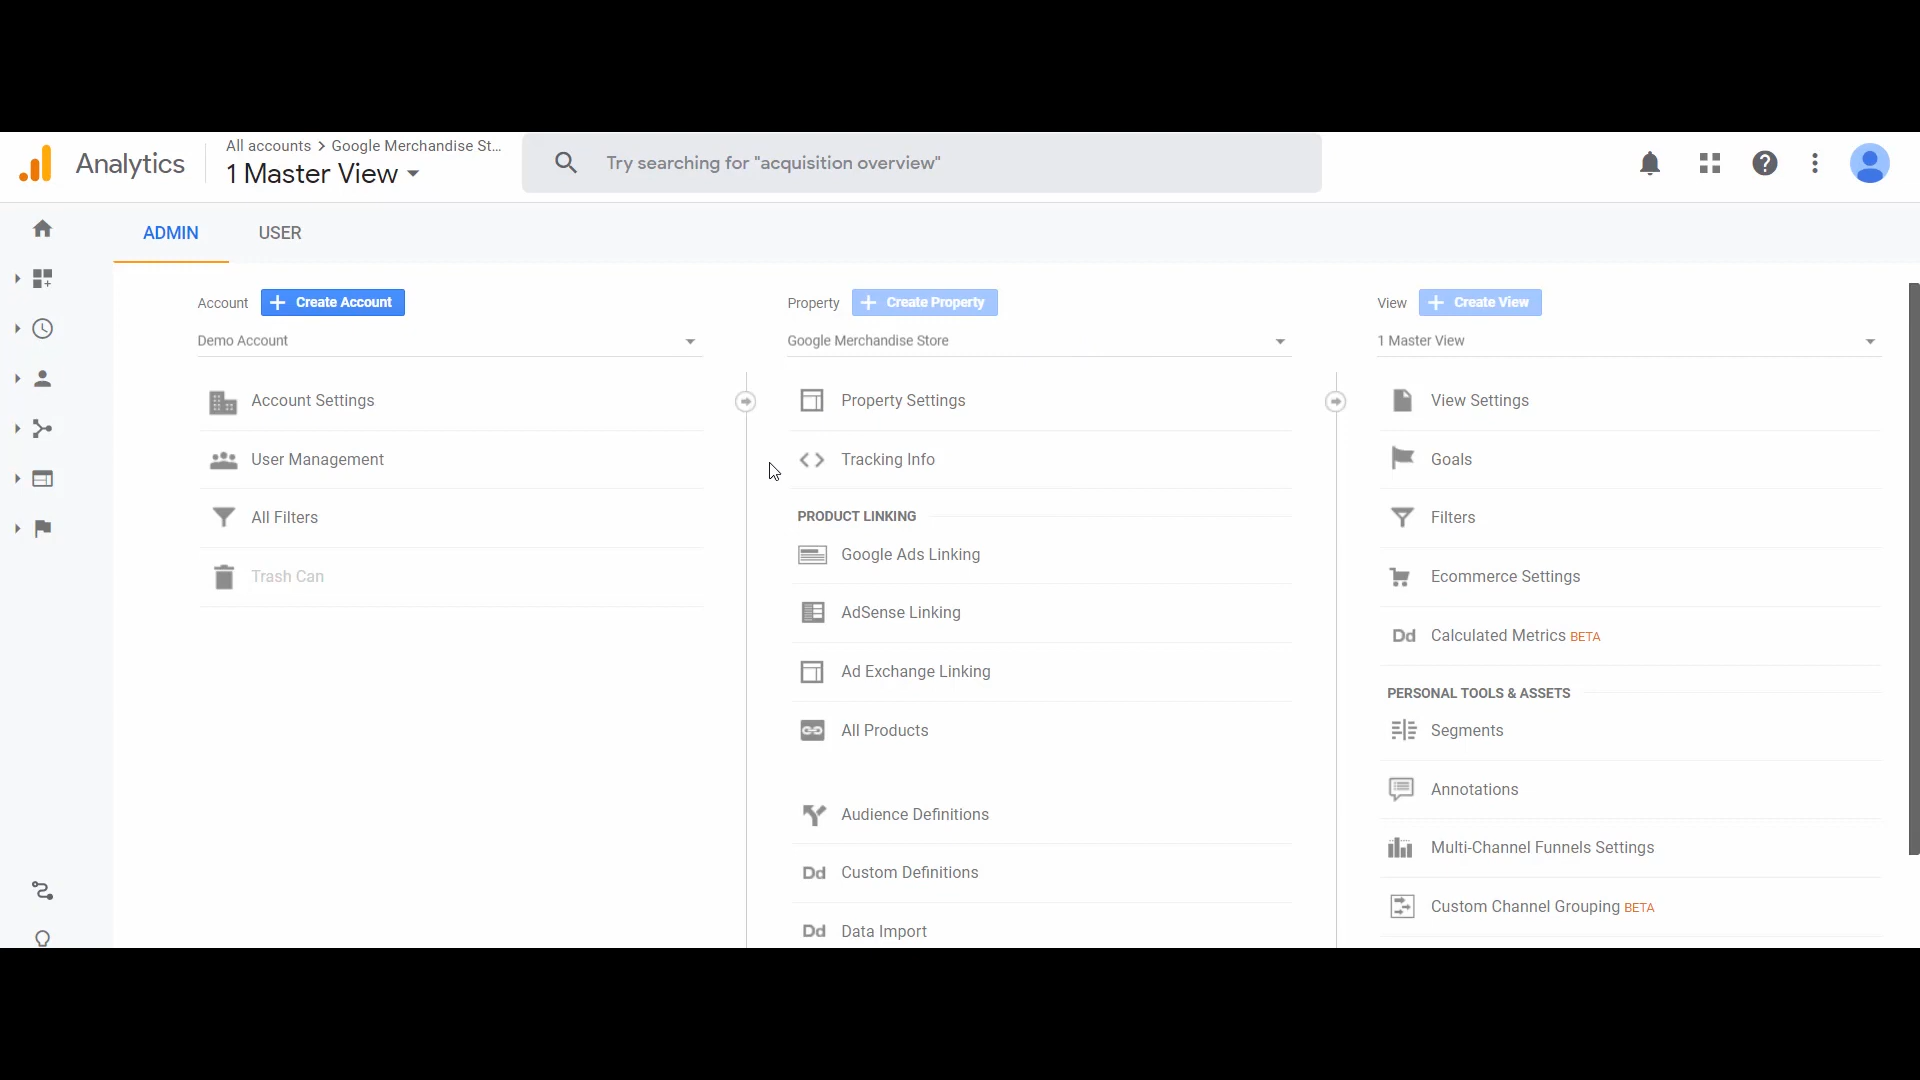 Analytics
All accounts > Google Merchandise St...
1 Master View
Try searching for "acquisition overview"
ADMIN
USER
Account
Create Account
Demo Account
Account Settings
User Management
All Filters
Trash Can
Property
Create Property
Google Merchandise Store
Property Settings
Tracking Info
PRODUCT LINKING
Google Ads Linking
AdSense Linking
Ad Exchange Linking
All Products
Audience Definitions
Dd Custom Definitions
Dd Data Import
View
Create View
1 Master View
View Settings
Goals
Filters
Ecommerce Settings
Dd Calculated Metrics BETA
PERSONAL TOOLS & ASSETS
Segments
Annotations
Multi-Channel Funnels Settings
Custom Channel Grouping BETA